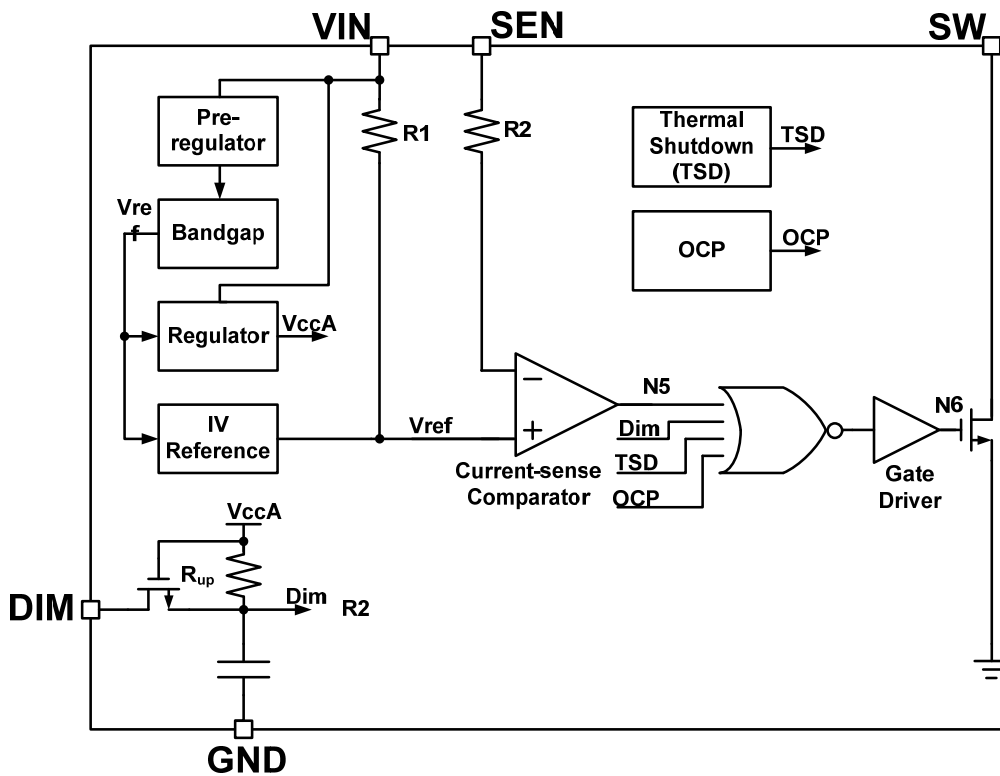 VIN
SEN
SW
Pre-
regulator
R1
R2
Thermal
Shutdown
(TSD)
TSD
Vre
f
Bandgap
OCP
OCP
Regulator
VccA
IV
Reference
Vref
−
+
N5
Dim
TSD
OCP
Current-sense
Comparator
N6
Gate
Driver
VccA
Rup
DIM
Dim
R2
GND